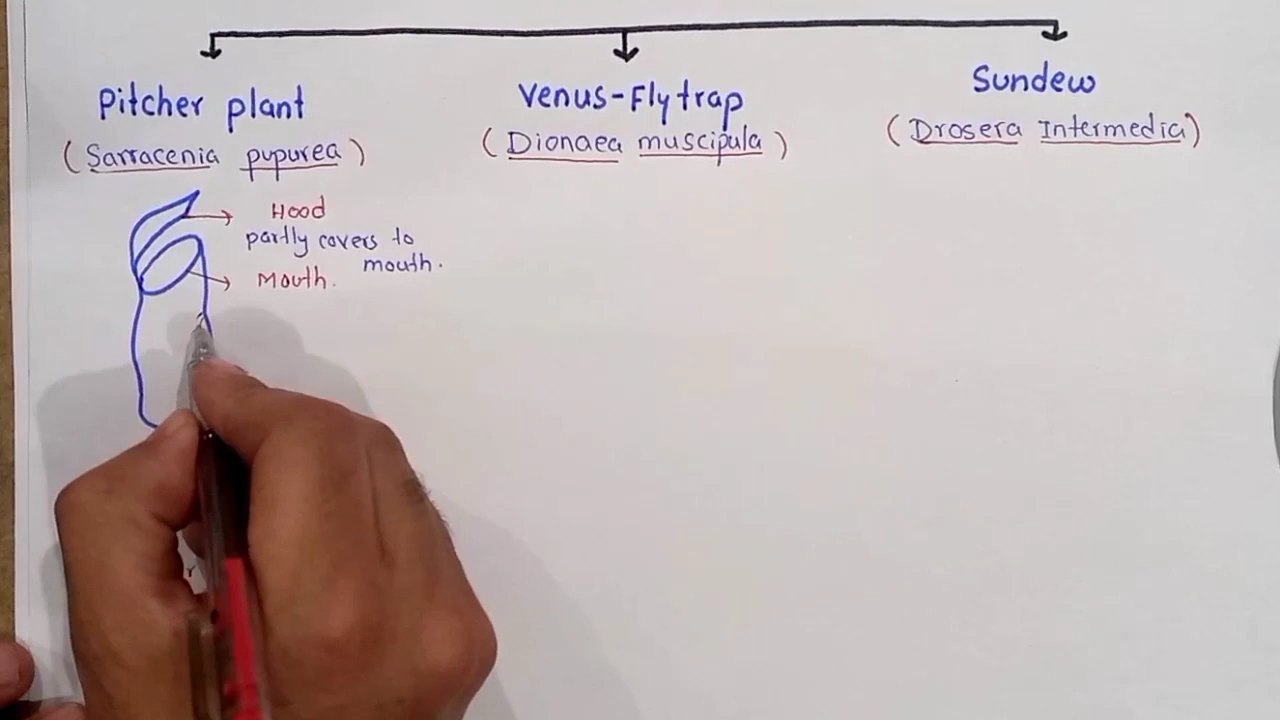 Pitcher plant
(Sarracenia pupurea)
Hood
partly covers to
mouth.
Mouth.
Venus-Fly trap
(Dionaea muscipula)
Sundew
(Drosera Intermedia)